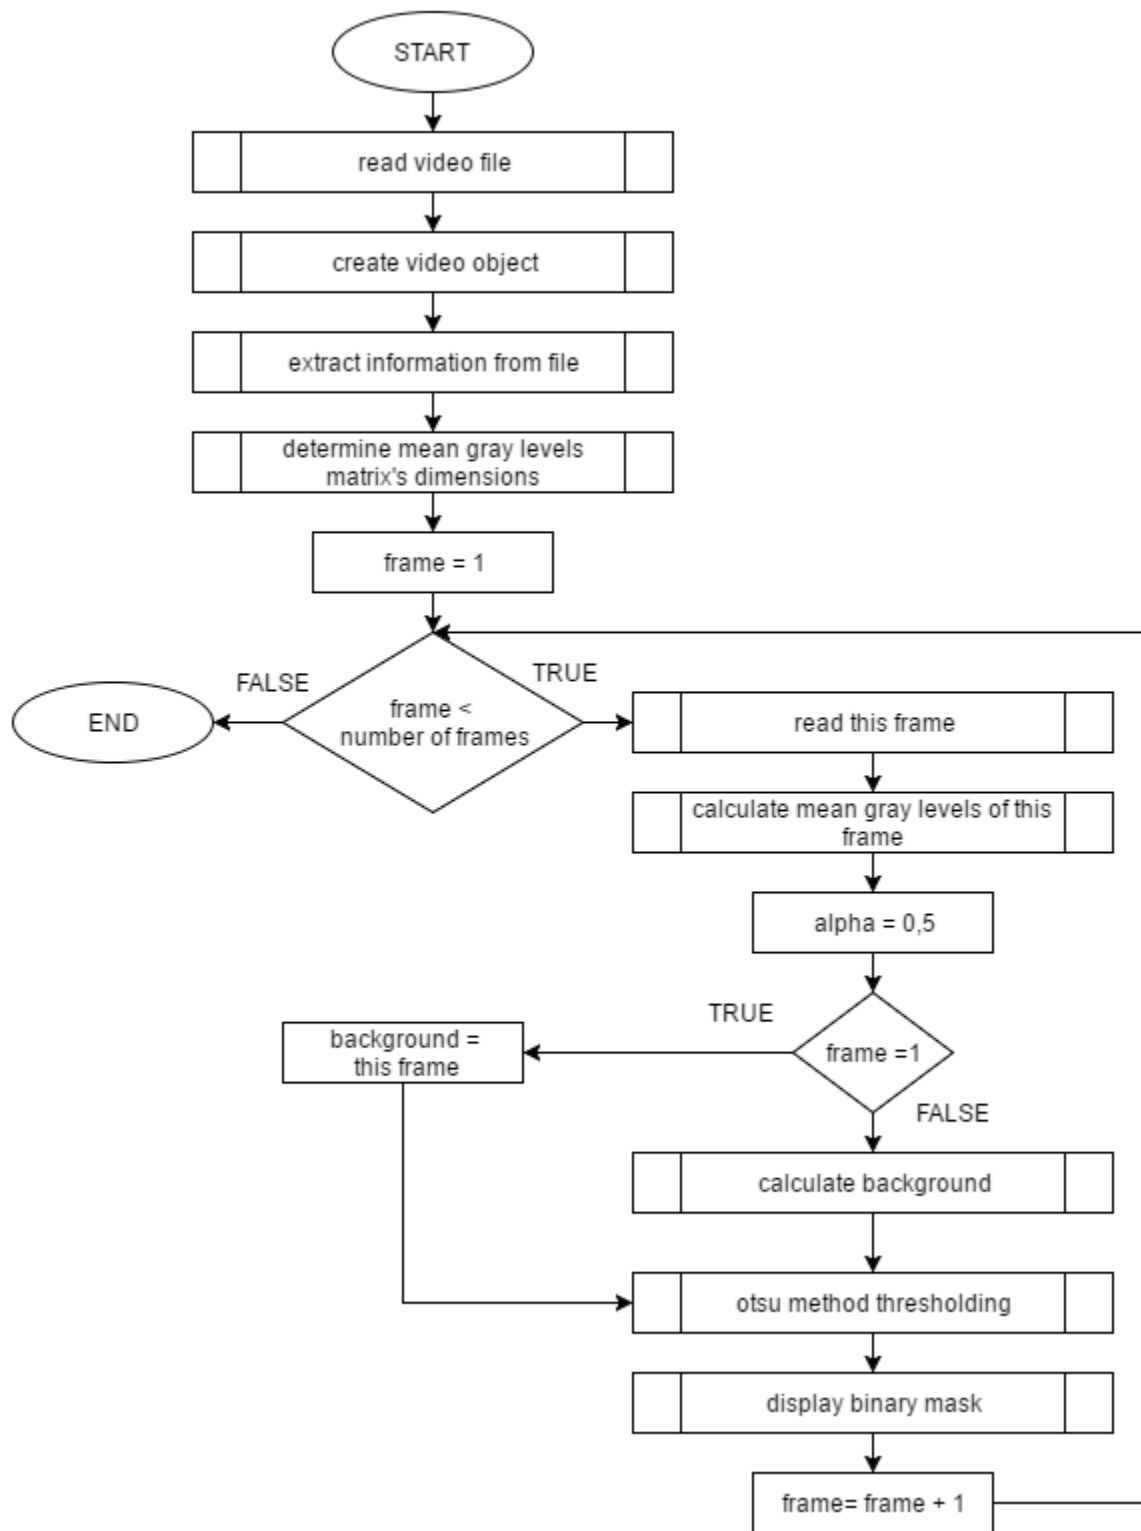 START
read video file
create video object
extract information from file
determine mean gray levels
matrix's dimensions
frame = 1
FALSE
TRUE
frame <
number of frames
END
read this frame
calculate mean gray levels of this
frame
alpha = 0,5
TRUE
frame =1
background =
this frame
FALSE
calculate background
otsu method thresholding
display binary mask
frame= frame + 1